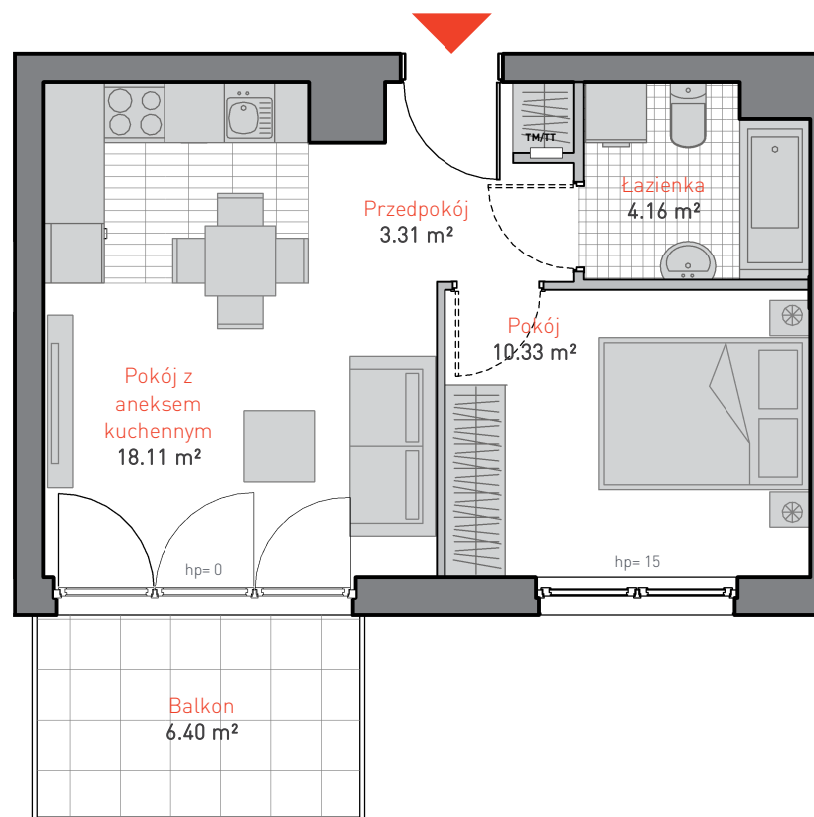 TM/TT
Łazienka
4.16 m²
Przedpokój
3.31 m²
Pokój
10.33 m²
Pokój z
aneksem
kuchennym
18.11 m²
hp= 0
hp= 15
Balkon
6.40 m²